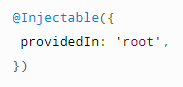 @Injectable({
 providedIn: 'root',
})